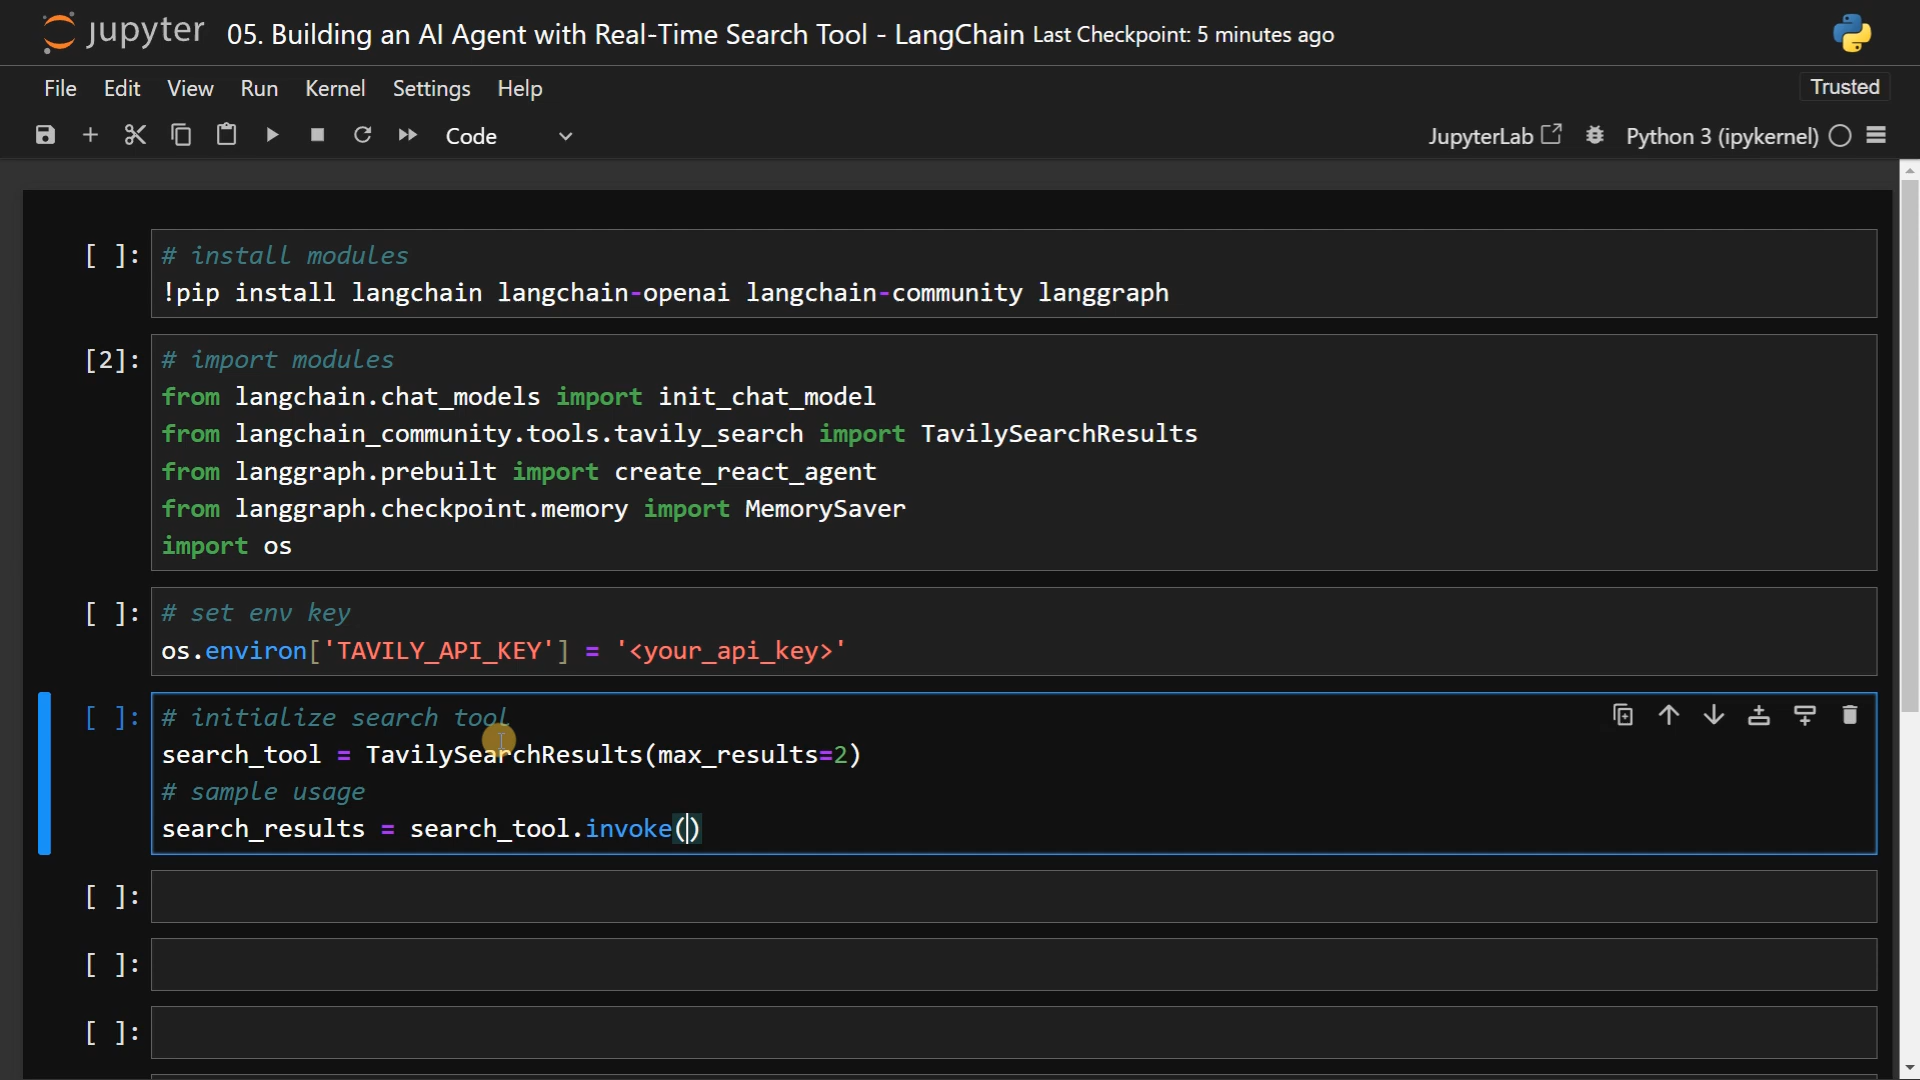 jupyter 05. Building an AI Agent with Real-Time Search Tool - LangChain Last Checkpoint: 5 minutes ago
File Edit View Run Kernel Settings Help Trusted
Code JupyterLab Python 3 (ipykernel)
[ ]: # install modules
!pip install langchain langchain-openai langchain-community langgraph
[2]: # import modules
from langchain.chat_models import init_chat_model
from langchain_community.tools.tavily_search import TavilySearchResults
from langgraph.prebuilt import create_react_agent
from langgraph.checkpoint.memory import MemorySaver
import os
[ ]: # set env key
os.environ['TAVILY_API_KEY'] = '<your_api_key>'
[ ]: # initialize search tool
search_tool = TavilySearchResults(max_results=2)
# sample usage
search_results = search_tool.invoke()
[ ]:
[ ]:
[ ]: